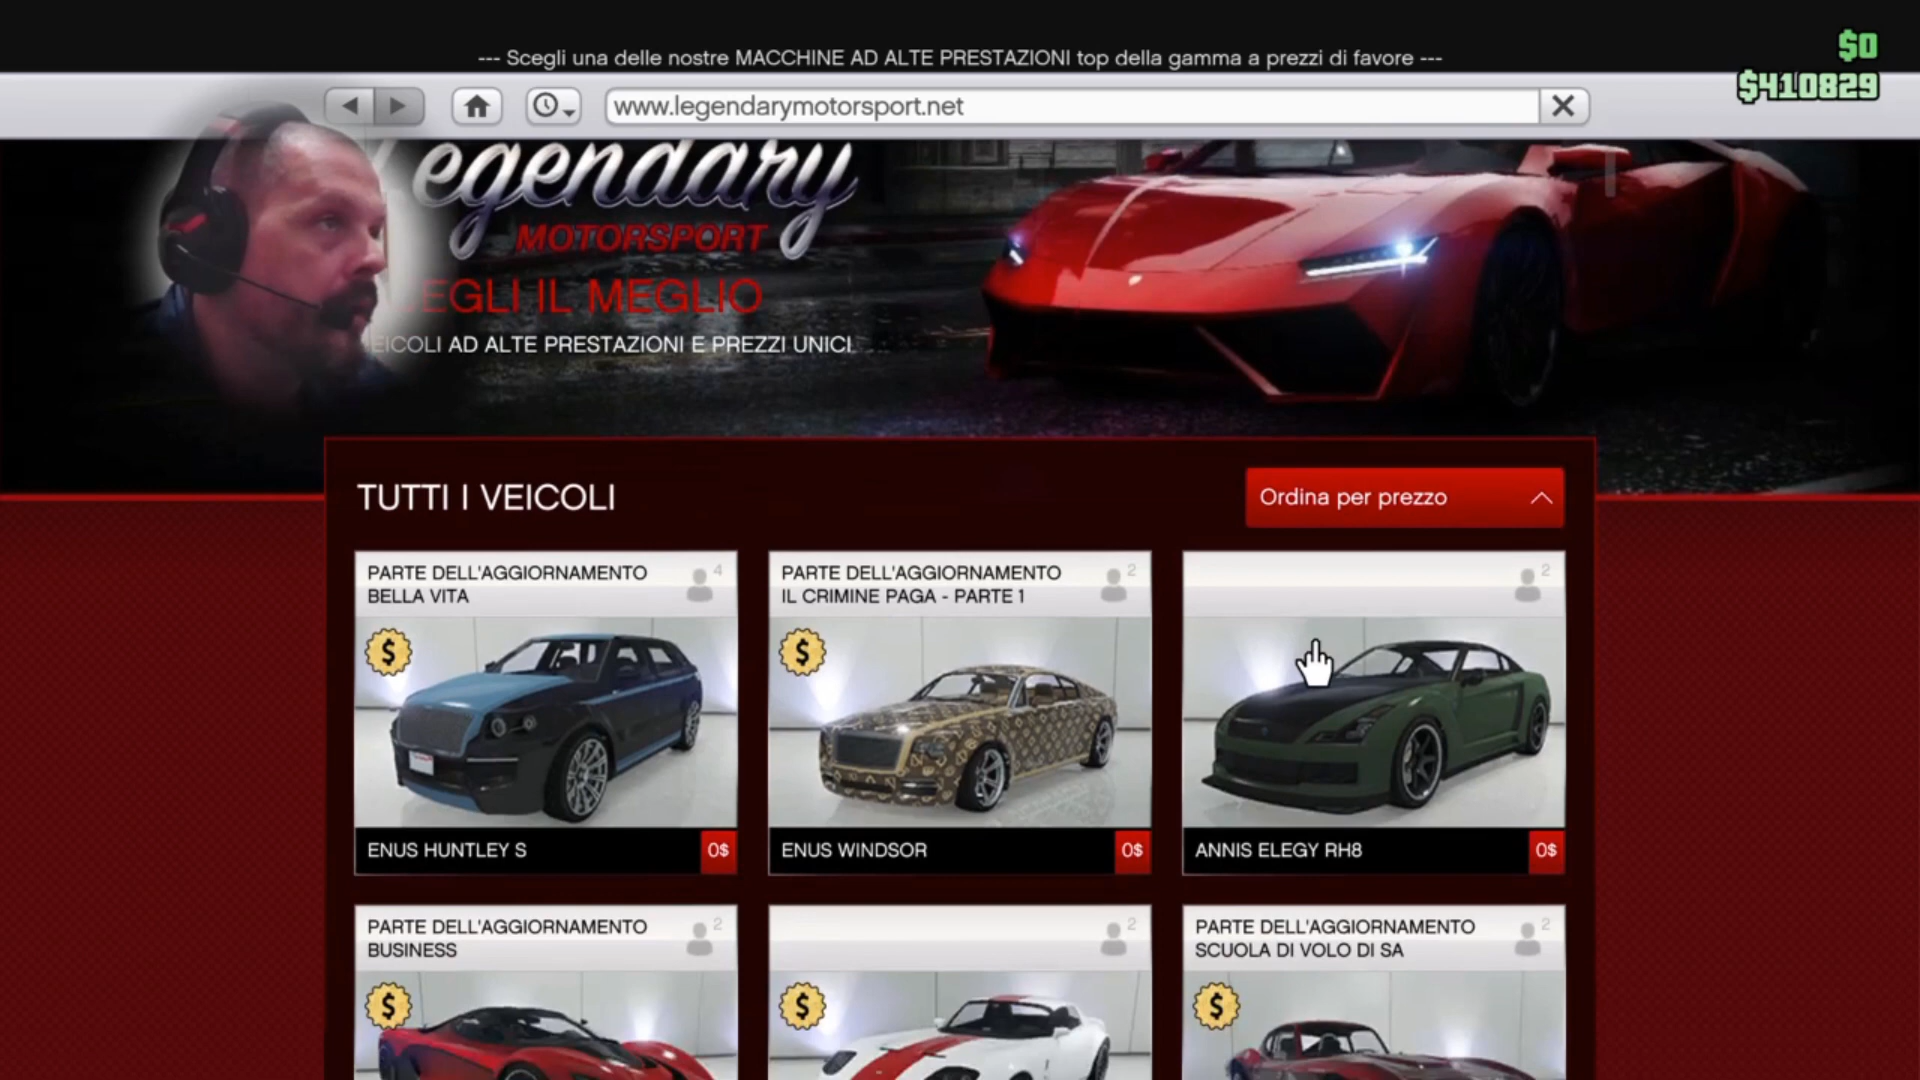 --- Scegli una delle nostre MACCHINE AD ALTE PRESTAZIONI top della gamma a prezzi di favore ---
$0
$410829
www.legendarymotorsport.net
Legendary
MOTORSPORT
EGLI IL MEGLIO
EICOLI AD ALTE PRESTAZIONI E PREZZI UNICI
TUTTI I VEICOLI
Ordina per prezzo
PARTE DELL'AGGIORNAMENTO
BELLA VITA
4
$
ENUS HUNTLEY S
0$
PARTE DELL'AGGIORNAMENTO
IL CRIMINE PAGA - PARTE 1
2
$
ENUS WINDSOR
0$
2
ANNIS ELEGY RH8
0$
PARTE DELL'AGGIORNAMENTO
BUSINESS
2
$
2
$
PARTE DELL'AGGIORNAMENTO
SCUOLA DI VOLO DI SA
2
$